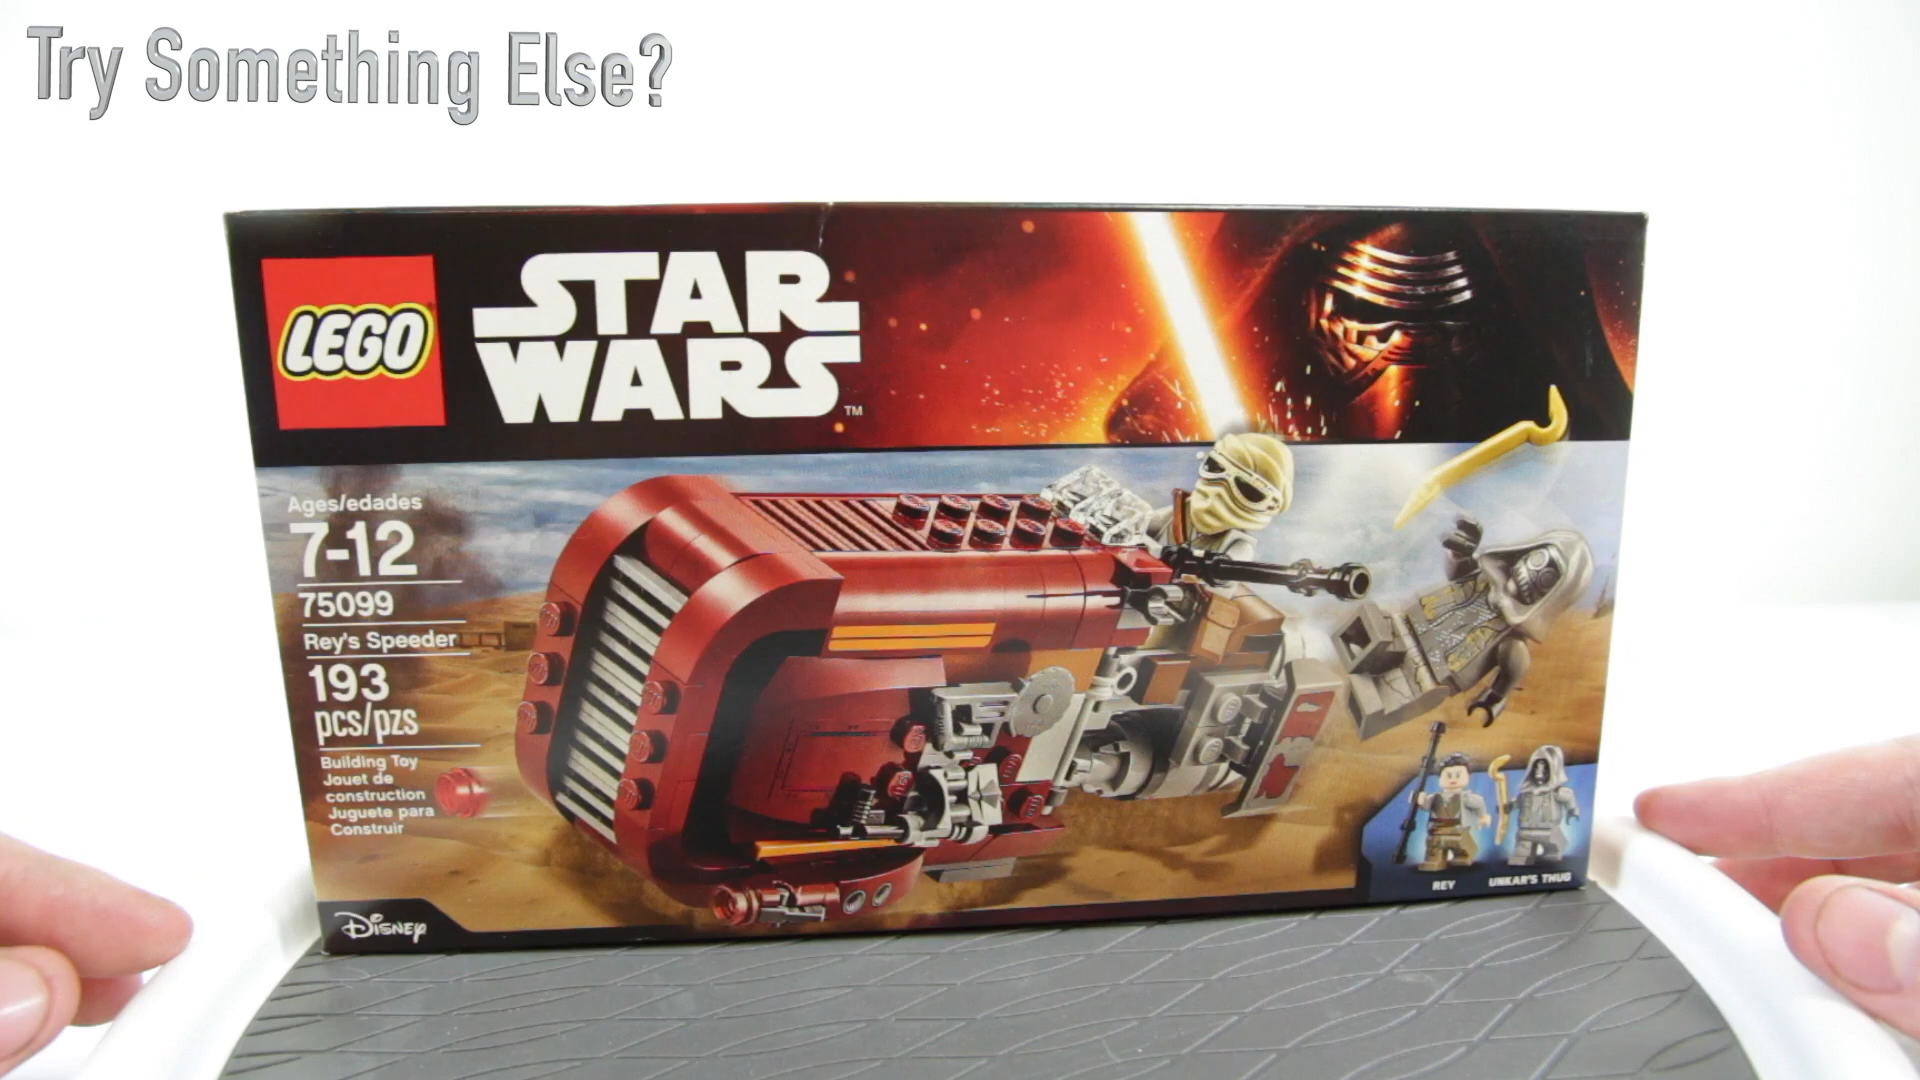 Try Something Else?
LEGO
STAR
WARS
TM
Ages/edades
7-12
75099
Rey's Speeder
193
pcs/pzs
Building Toy
Jouet de
construction
Juguete para
Construir
REY
UNKAR'S THUG
Disney